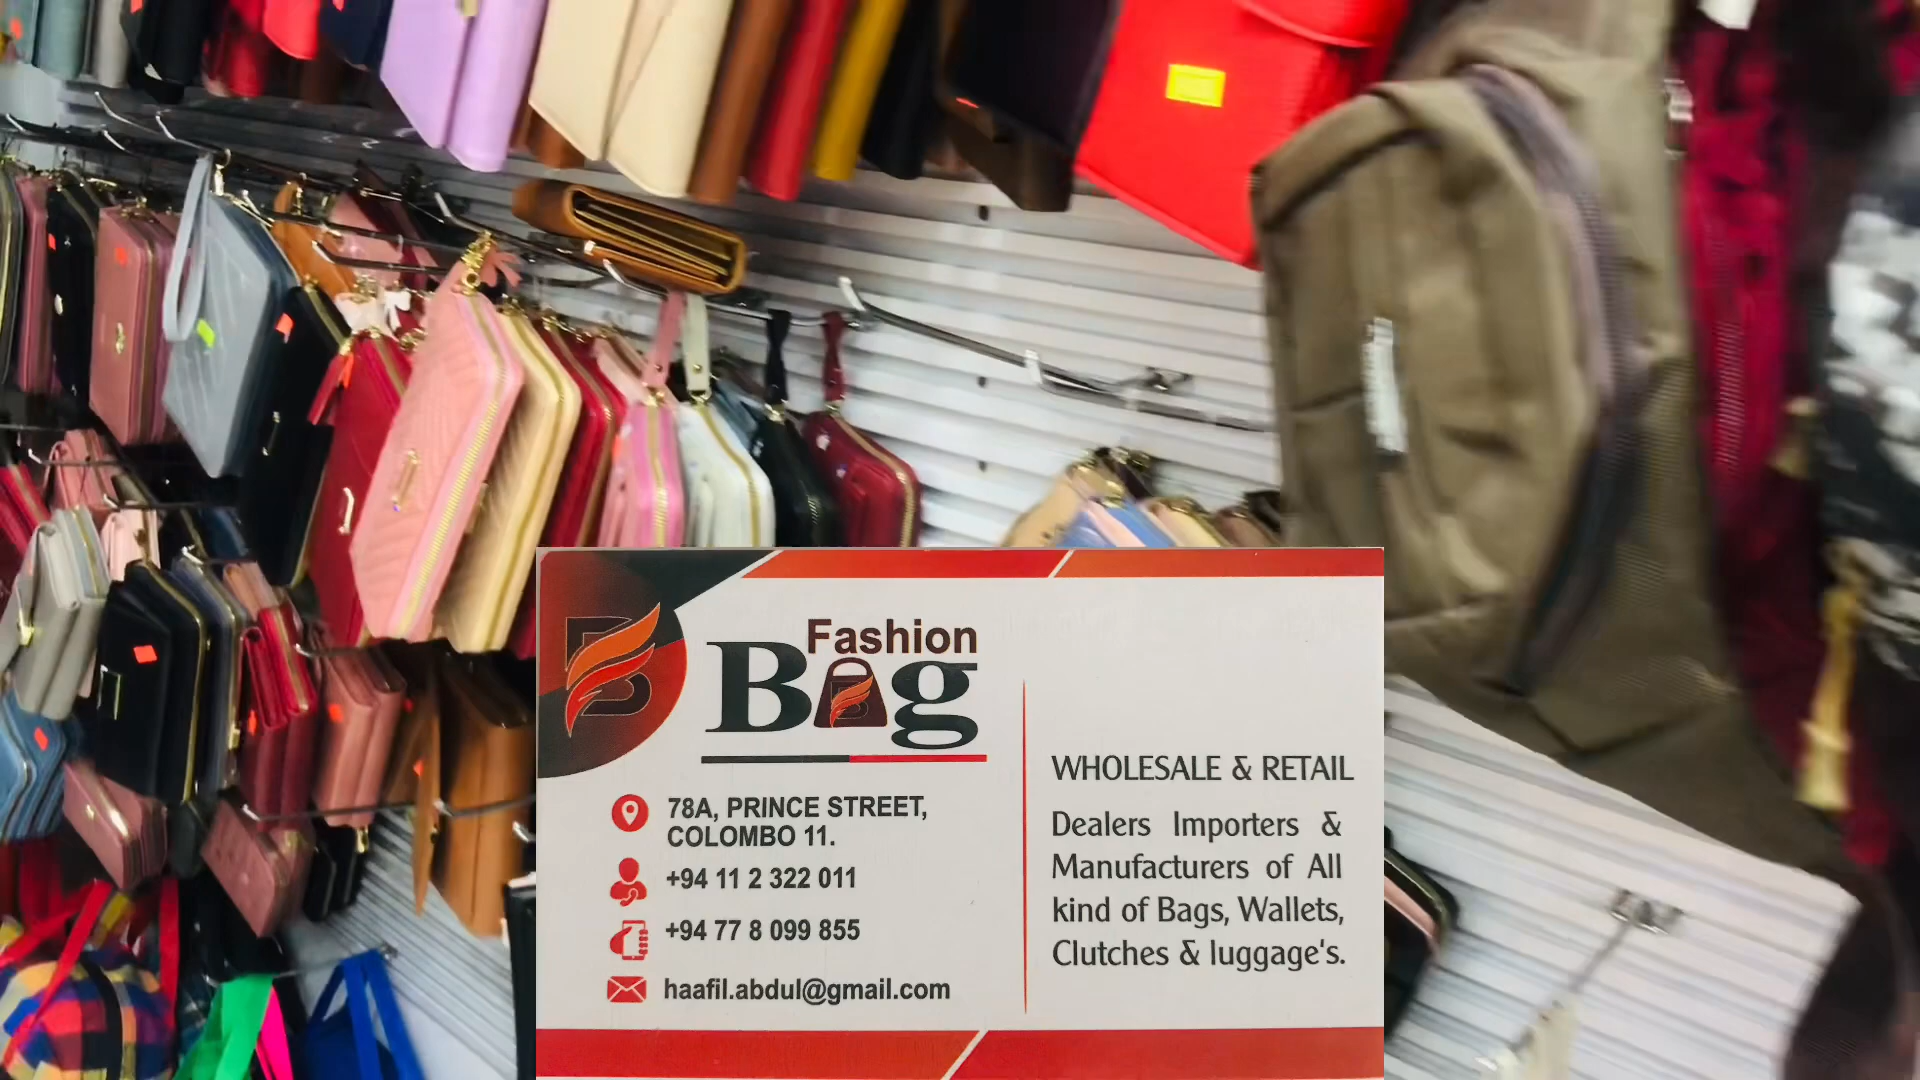 Fashion
Bag
78A, PRINCE STREET,
COLOMBO 11.
+94 11 2 322 011
+94 77 8 099 855
haafil.abdul@gmail.com
WHOLESALE & RETAIL
Dealers Importers &
Manufacturers of All
kind of Bags, Wallets,
Clutches & luggage's.